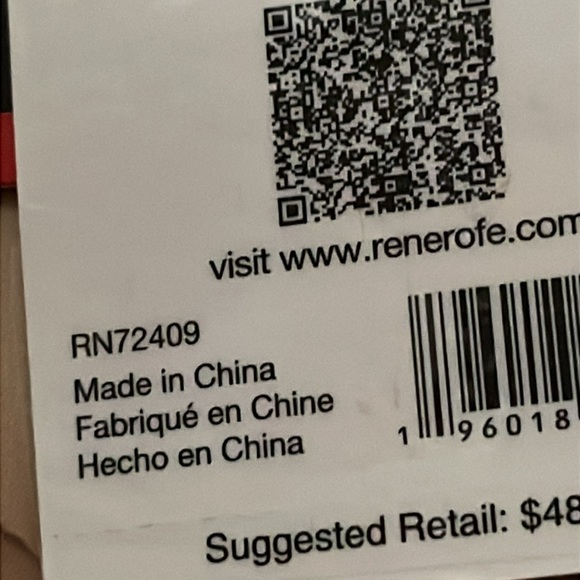 visit www.renerofe.com
RN72409
Made in China
Fabriqué en Chine
Hecho en China
1 96018
Suggested Retail: $48